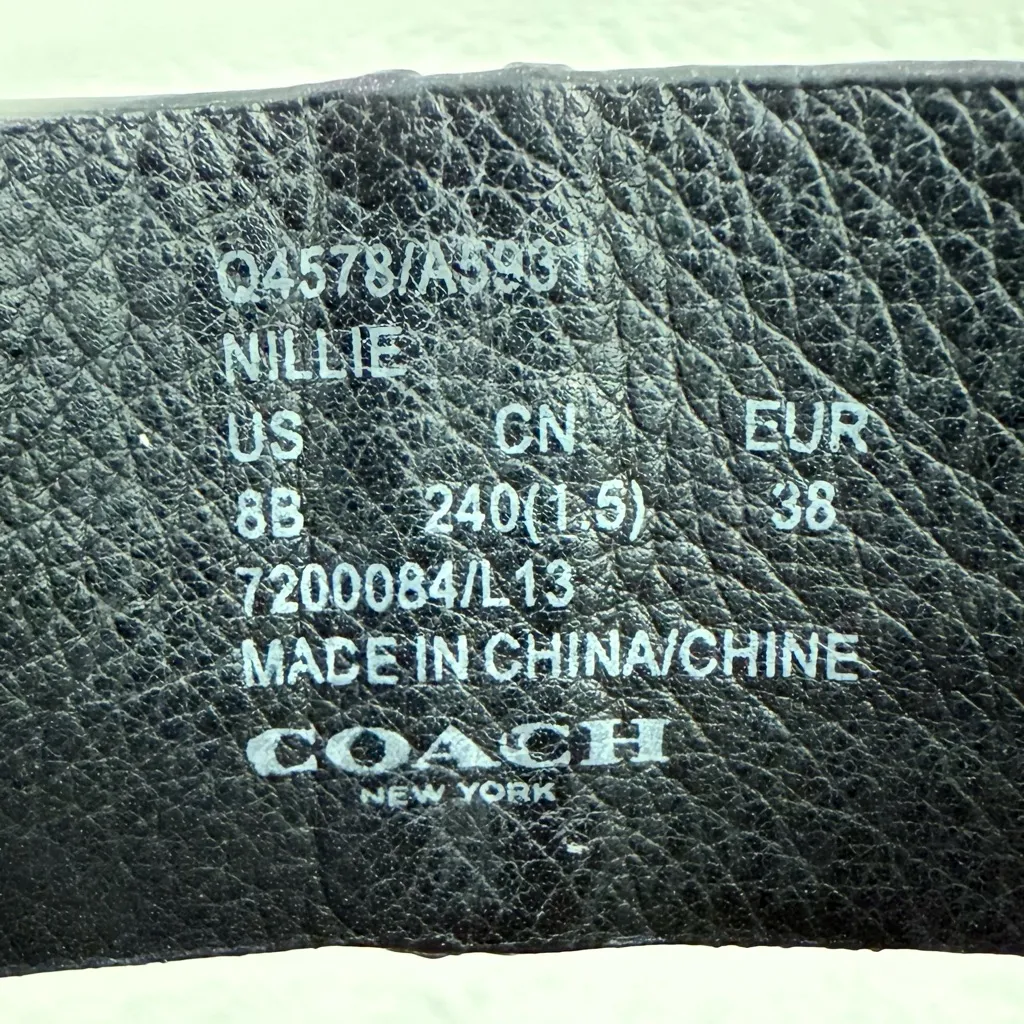 Q4578/A5931
NILLIE
US CN EUR
8B 240(1.5) 38
7200084/L13
MADE IN CHINA/CHINE
COACH
NEW YORK